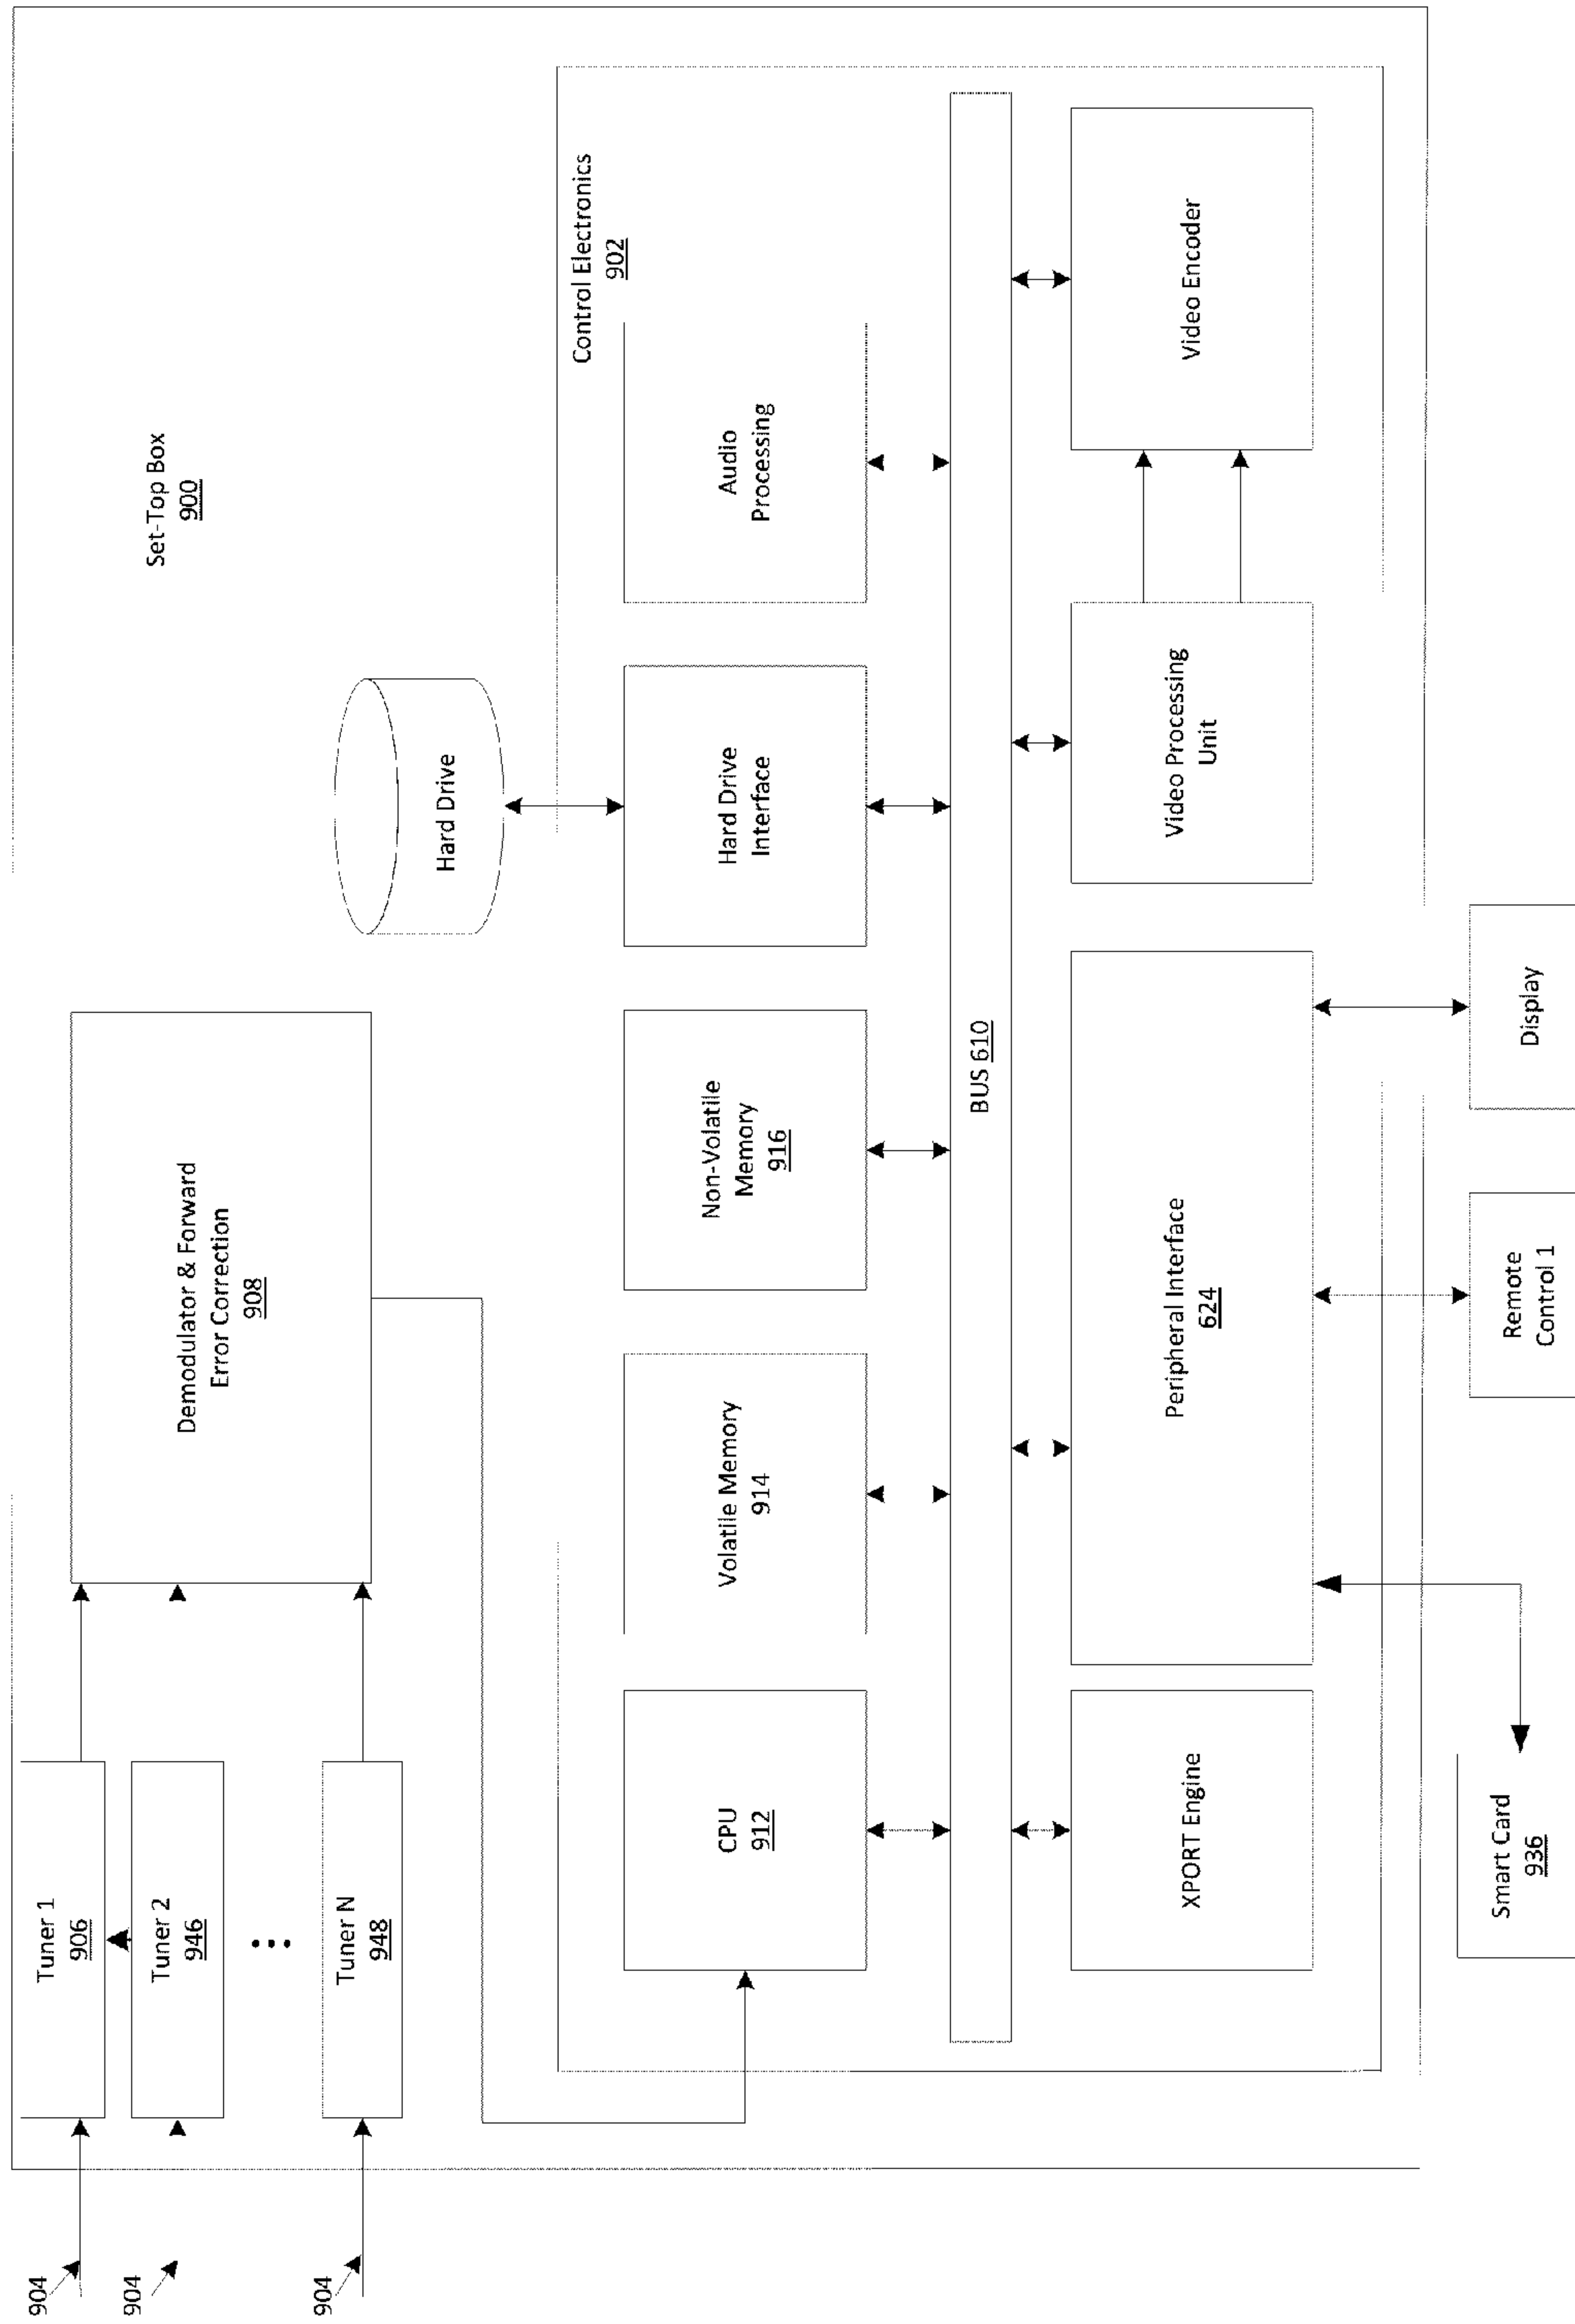 904
904
904
Tuner 1
906
Tuner 2
946
Tuner N
948
Demodulator & Forward
Error Correction
908
Set-Top Box
900
Hard Drive
Control Electronics
902
CPU
912
Volatile Memory
914
Non-Volatile
Memory
916
Hard Drive
Interface
Audio
Processing
BUS 610
XPORT Engine
Peripheral Interface
624
Video Processing
Unit
Video Encoder
Smart Card
936
Remote
Control 1
Display